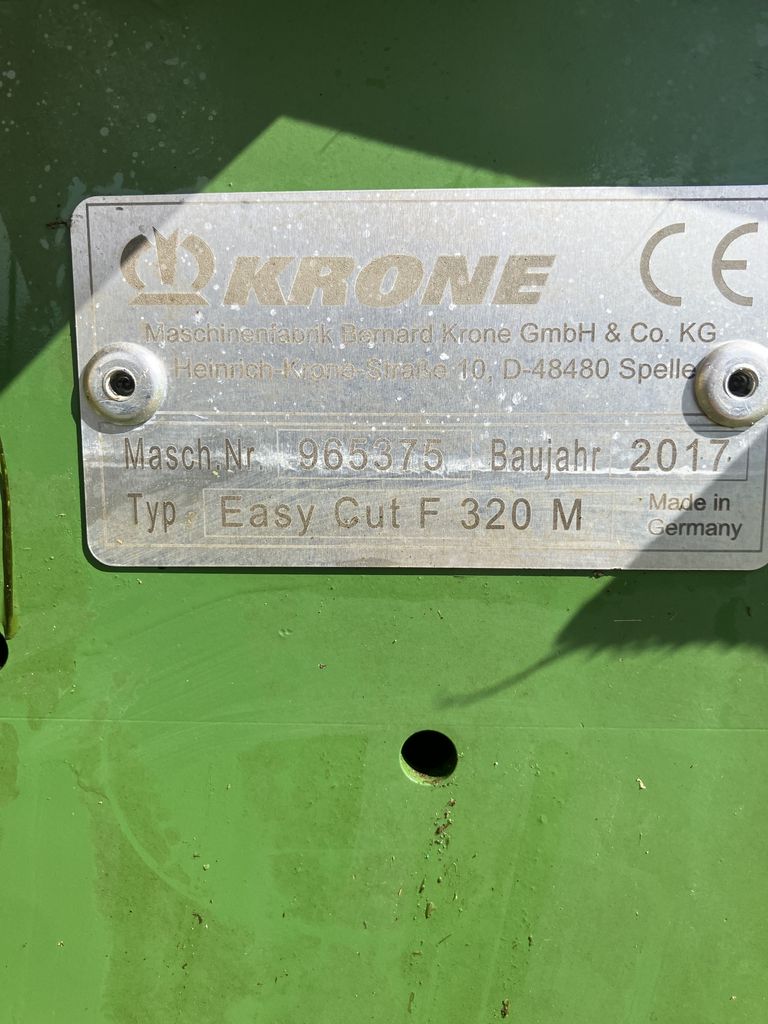 KRONE CE
Maschinenfabrik Bernard Krone GmbH & Co. KG
Heinrich-Krone-Straße 10, D-48480 Spelle
Masch.Nr. 965375 Baujahr 2017
Typ Easy Cut F 320 M Made in
Germany